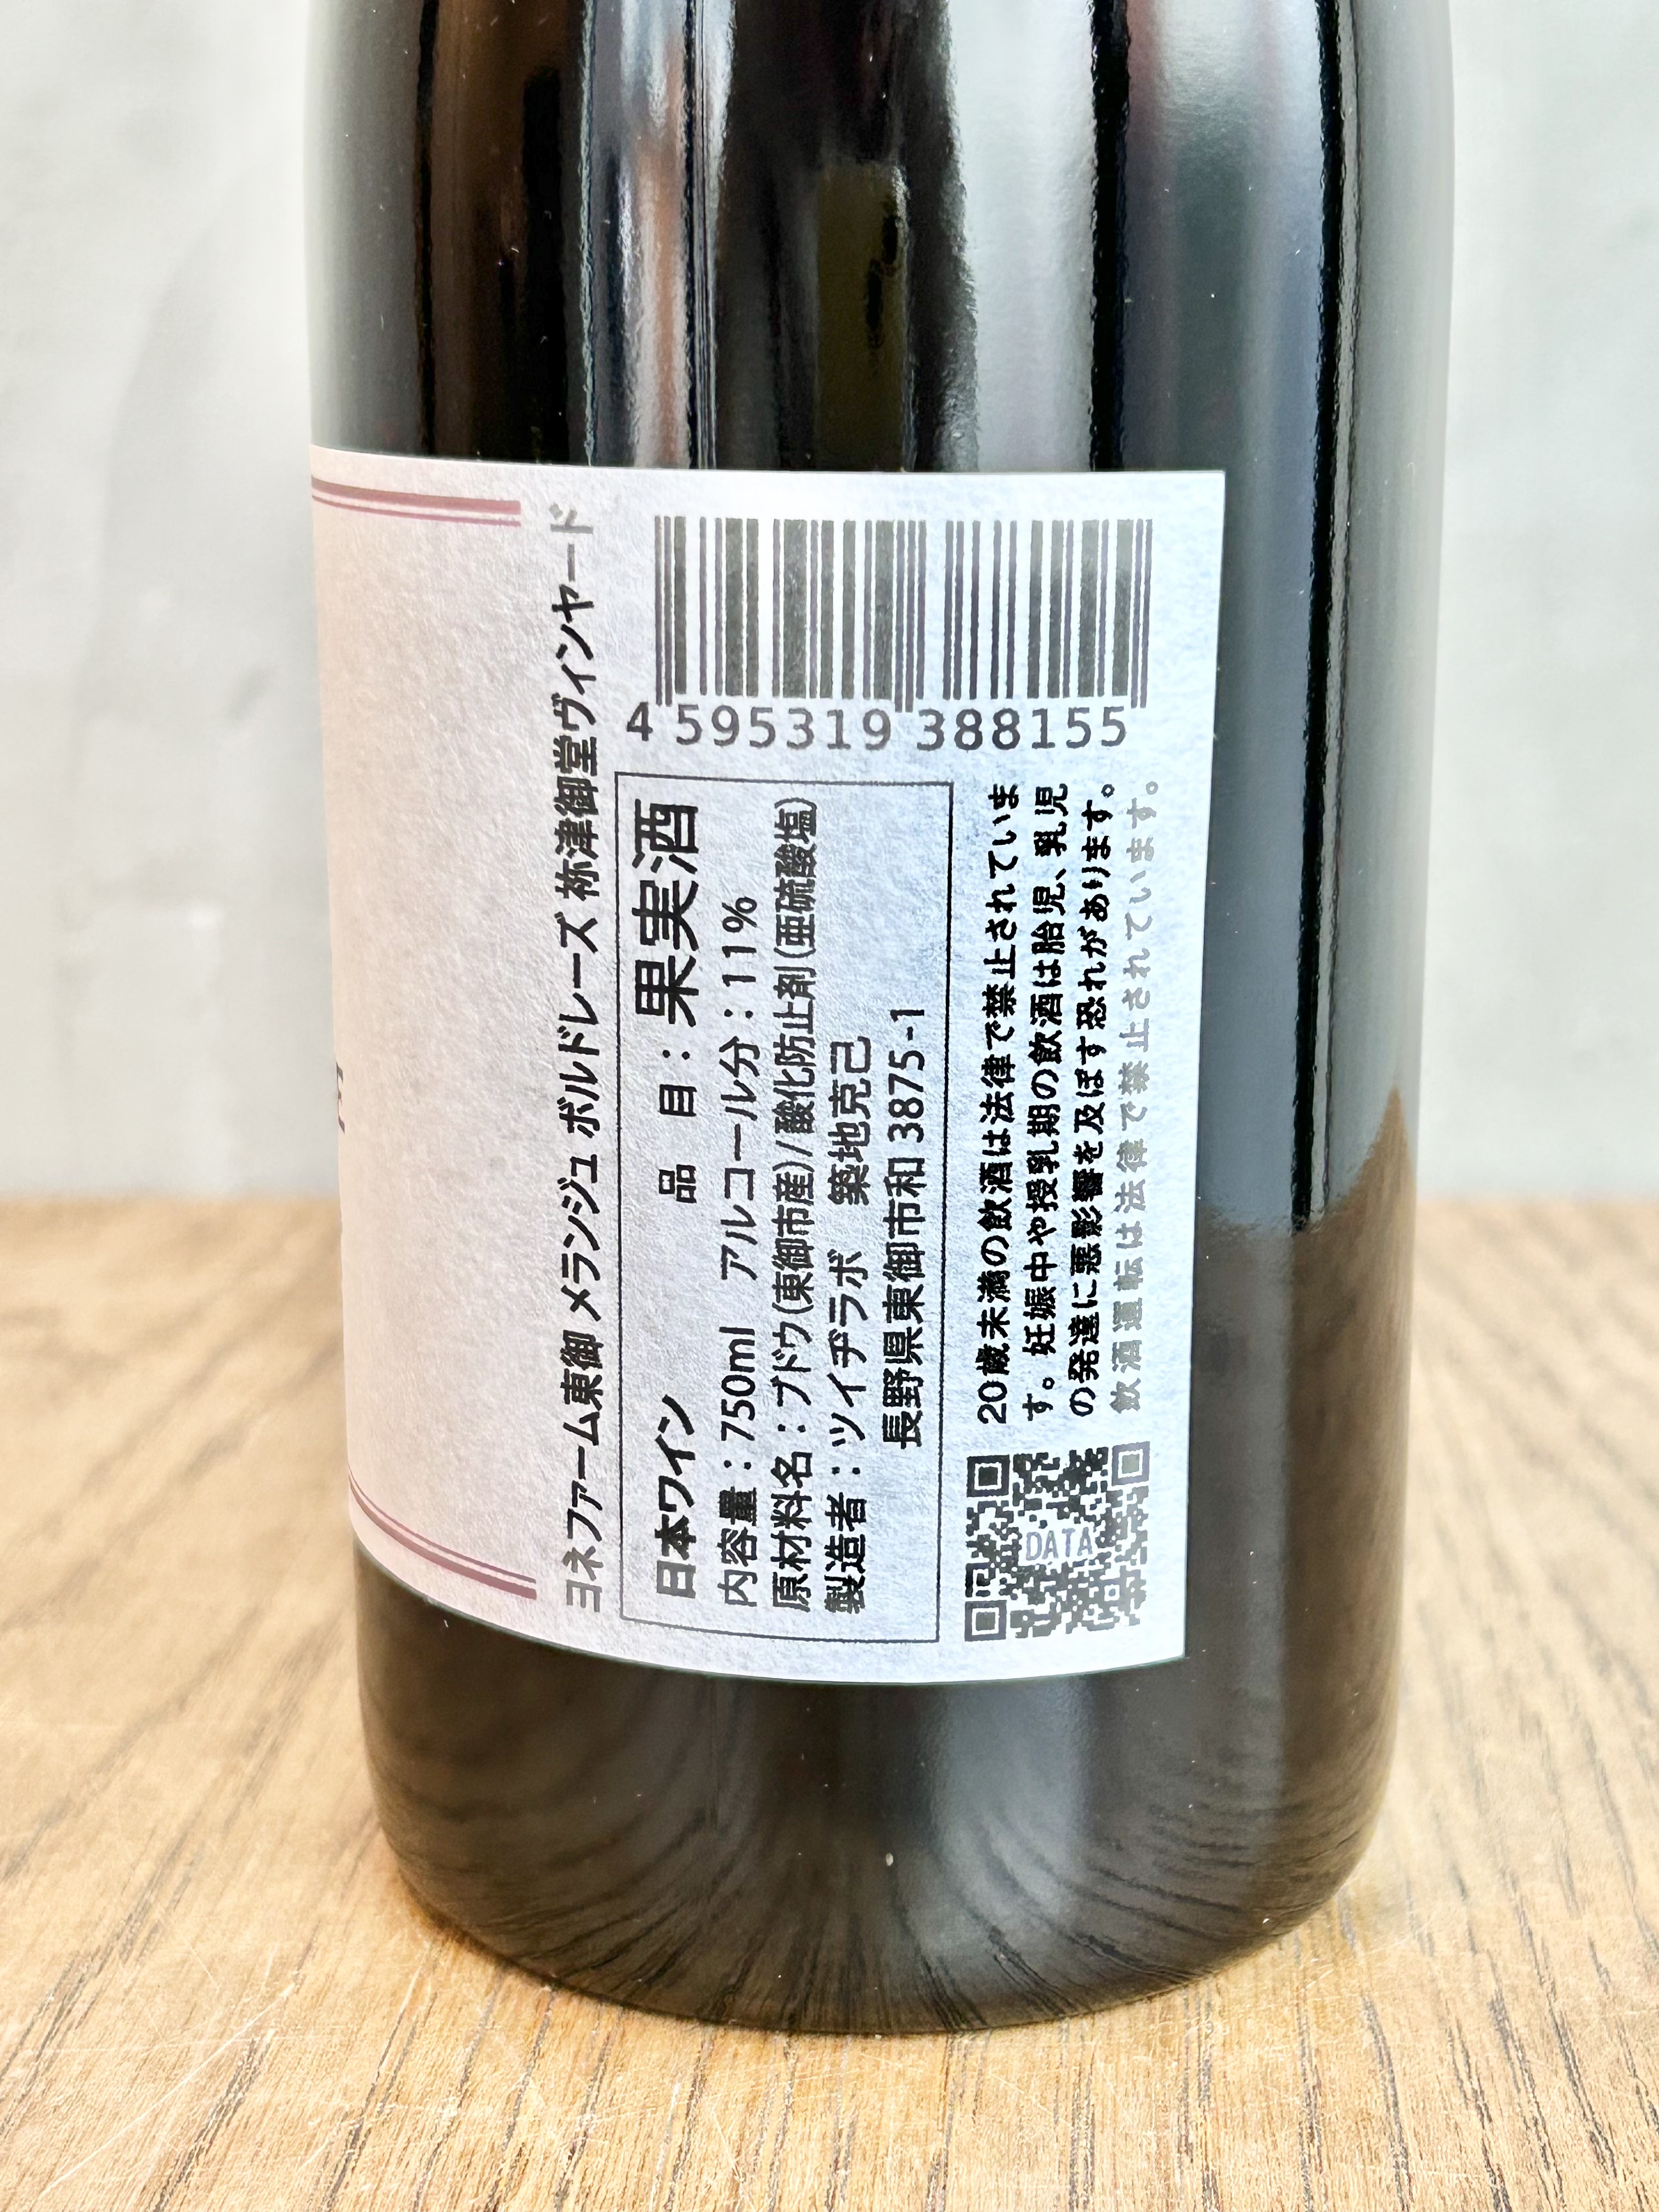 ヨネファーム東御 メランジュ ボルドレーズ 祢津御堂ヴィンヤード
4 595319 388155
日本ワイン 品 目：果実酒
内容量：750ml アルコール分：11%
原材料名：ブドウ(東御市産)/酸化防止剤(亜硫酸塩)
製造者：ツイヂラボ 築地克己
長野県東御市和 3875-1
DATA
20歳未満の飲酒は法律で禁止されていま
す。妊娠中や授乳期の飲酒は胎児、乳児
の発達に悪影響を及ぼす恐れがあります。
飲酒運転は法律で禁止されています。